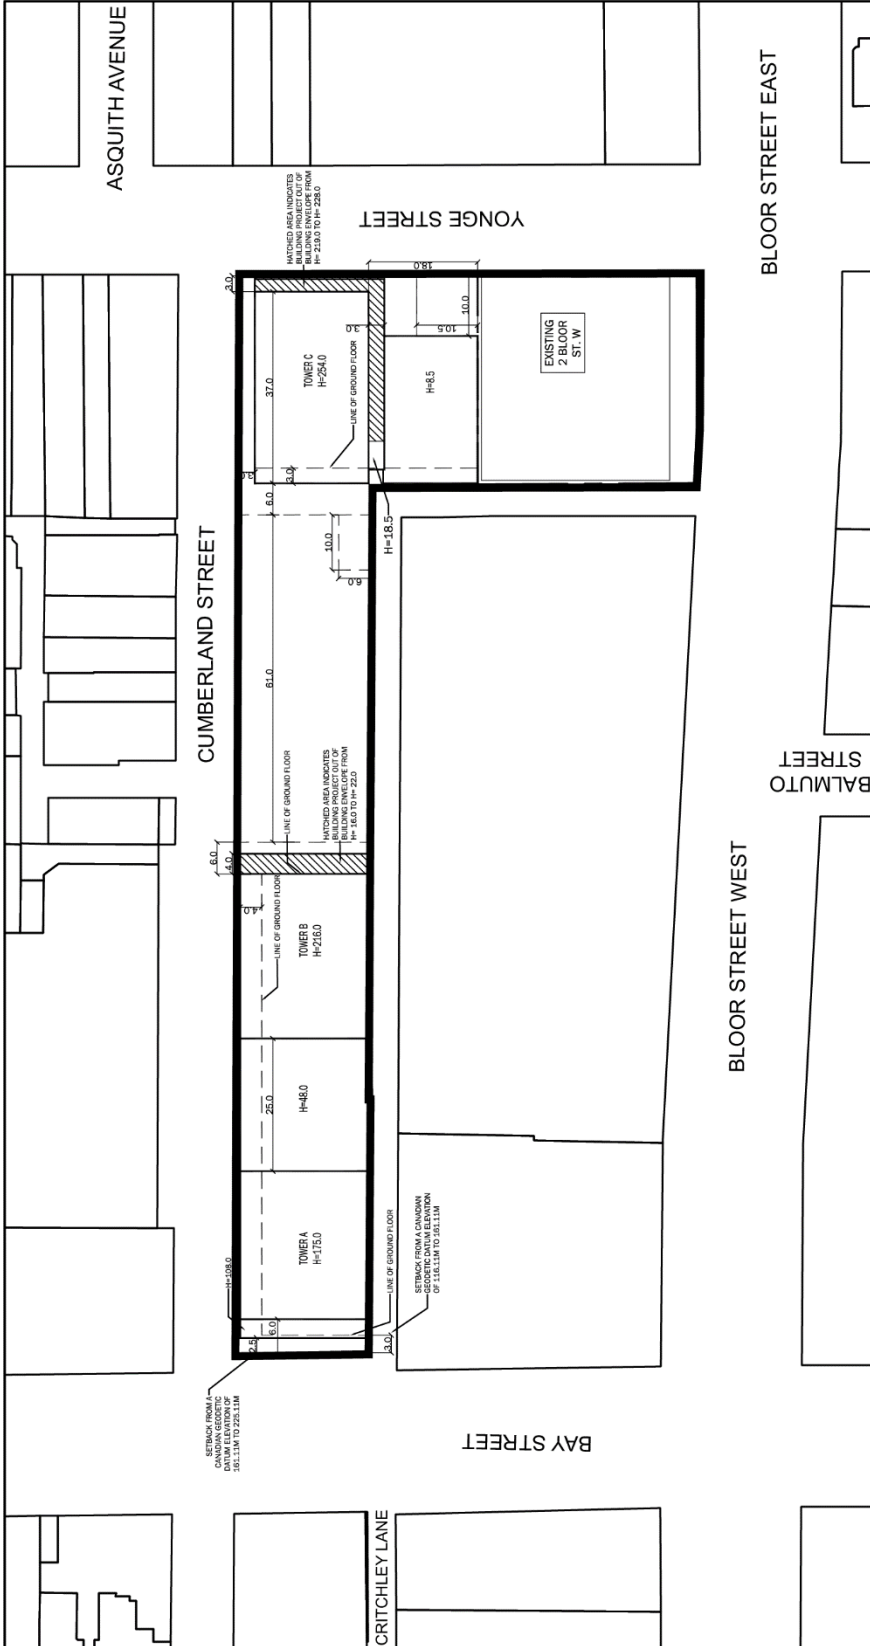 ASQUITH AVENUE
BLOOR STREET EAST
YONGE STREET
HATCHED AREA INDICATES
BUILDING PROJECT OUT OF
BUILDING ENVELOPE FROM
H= 219.0 TO H= 228.0
3.0
18.0
10.0
10.5
3.0
TOWER C
H=254.0
37.0
LINE OF GROUND FLOOR
H=8.5
EXISTING
2 BLOOR
ST. W
3.0
3.0
6.0
H=18.5
10.0
6.0
CUMBERLAND STREET
61.0
LINE OF GROUND FLOOR
HATCHED AREA INDICATES
BUILDING PROJECT OUT OF
BUILDING ENVELOPE FROM
H= 16.0 TO H= 22.0
BALMUTO
STREET
6.0
4.0
4.0
LINE OF GROUND FLOOR
TOWER B
H=216.0
BLOOR STREET WEST
25.0
H=48.0
TOWER A
H=175.0
H=108.0
LINE OF GROUND FLOOR
SETBACK FROM A CANADIAN
GEODETIC DATUM ELEVATION
OF 116.11M TO 161.11M
6.0
2.5
3.0
SETBACK FROM A
CANADIAN GEODETIC
DATUM ELEVATION OF
161.11M TO 225.11M
BAY STREET
CRITCHLEY LANE